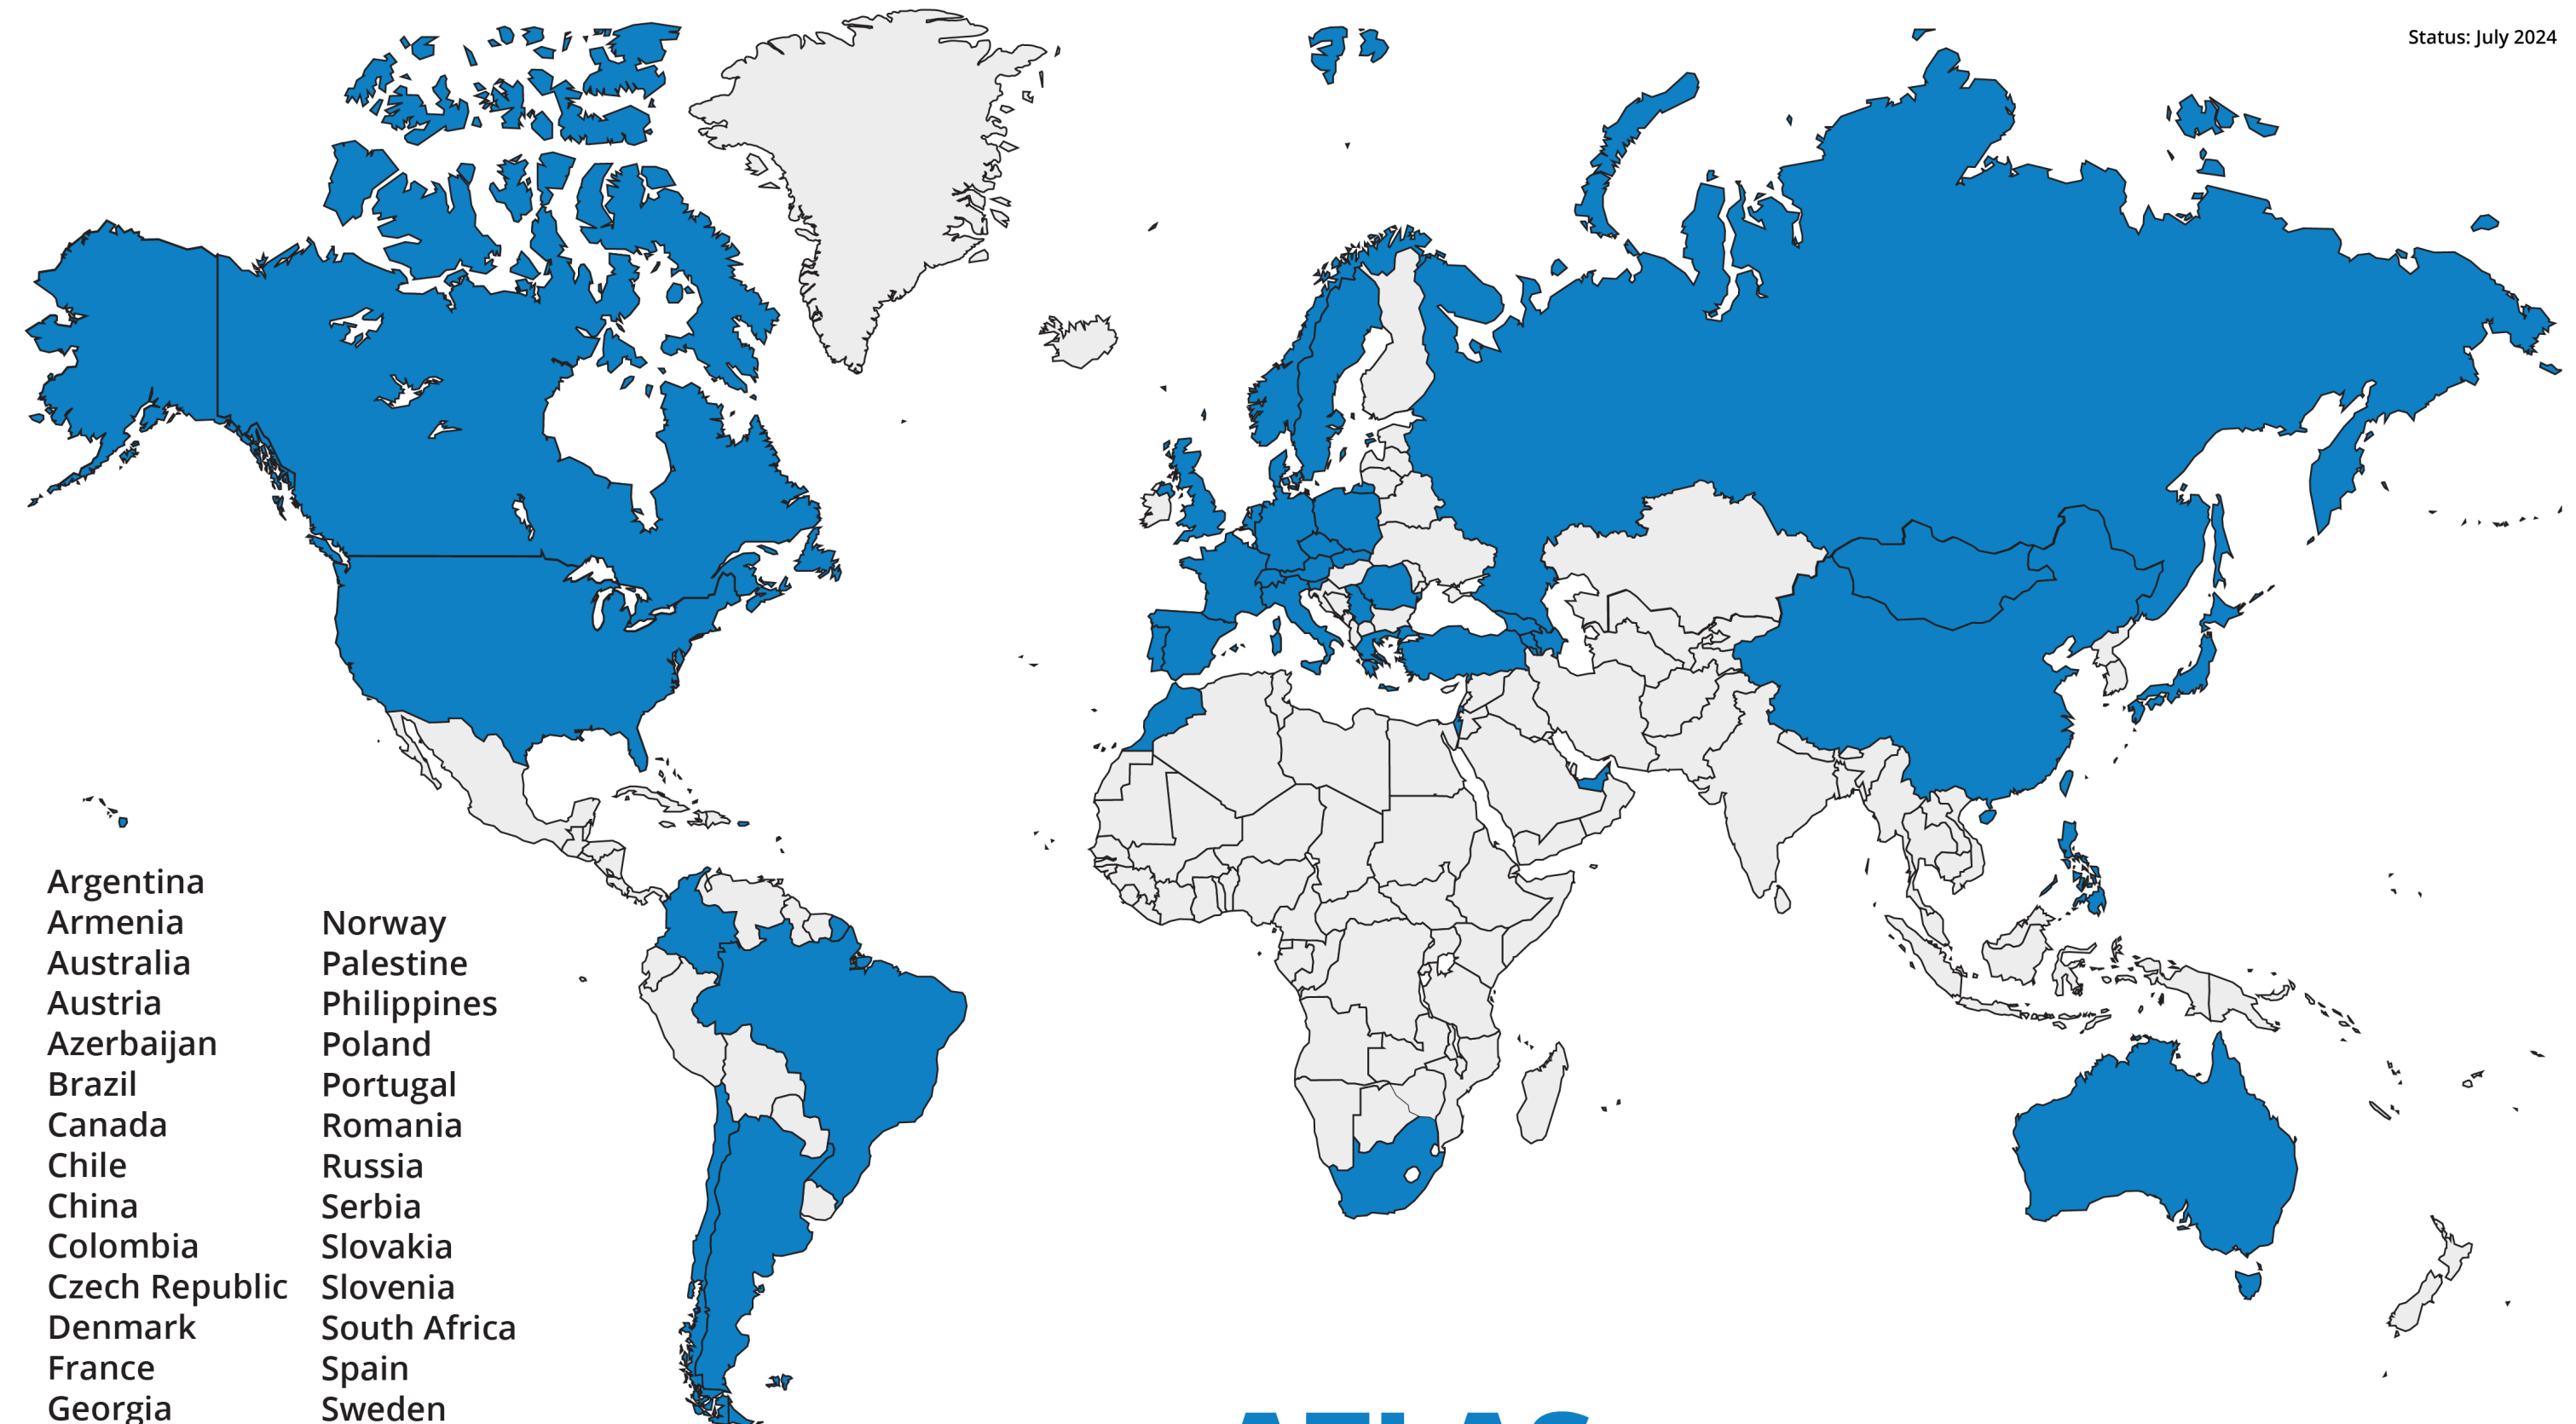 Status: July 2024
Argentina
Armenia
Australia
Austria
Azerbaijan
Brazil
Canada
Chile
China
Colombia
Czech Republic
Denmark
France
Georgia
Norway
Palestine
Philippines
Poland
Portugal
Romania
Russia
Serbia
Slovakia
Slovenia
South Africa
Spain
Sweden
ATLAS